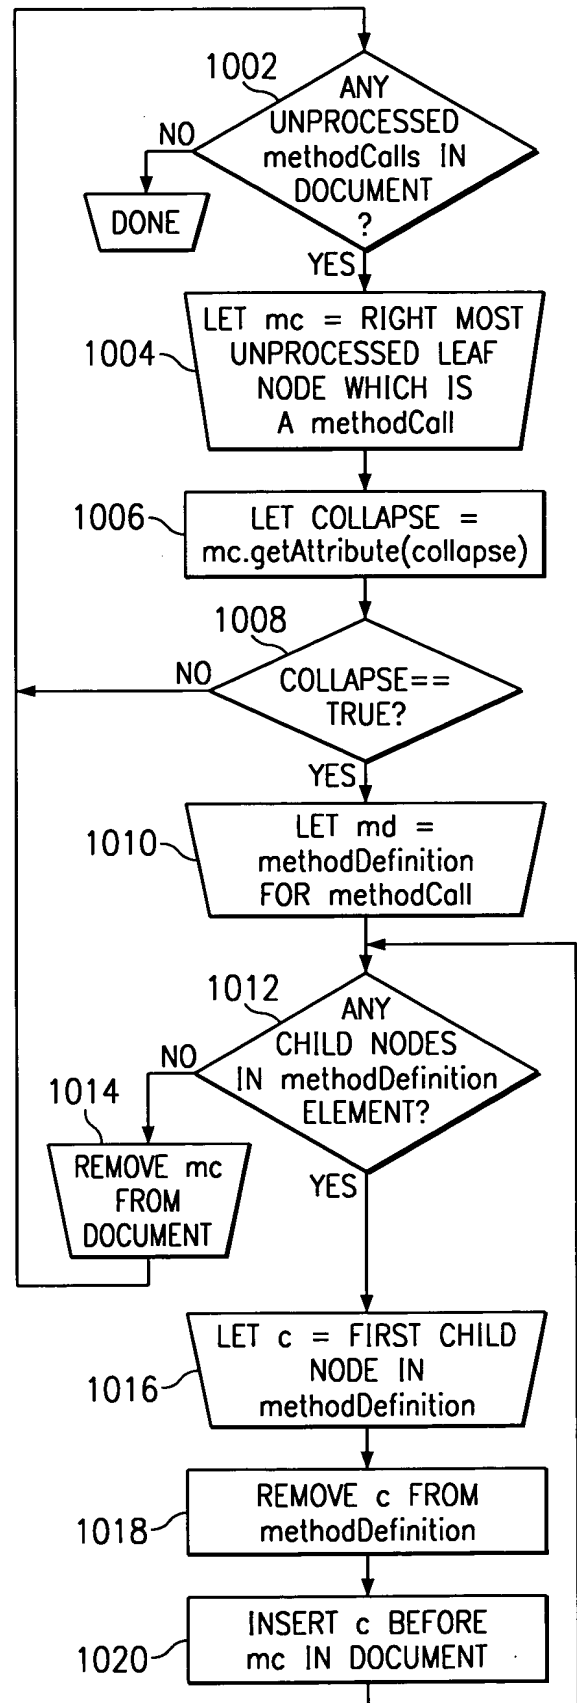 1002
ANY
UNPROCESSED
methodCalls IN
DOCUMENT
?
NO
DONE
YES
1004
LET mc = RIGHT MOST
UNPROCESSED LEAF
NODE WHICH IS
A methodCall
1006
LET COLLAPSE =
mc.getAttribute(collapse)
1008
NO
COLLAPSE==
TRUE?
YES
1010
LET md =
methodDefinition
FOR methodCall
1012
ANY
CHILD NODES
IN methodDefinition
ELEMENT?
NO
1014
REMOVE mc
FROM
DOCUMENT
YES
1016
LET c = FIRST CHILD
NODE IN
methodDefinition
1018
REMOVE c FROM
methodDefinition
1020
INSERT c BEFORE
mc IN DOCUMENT